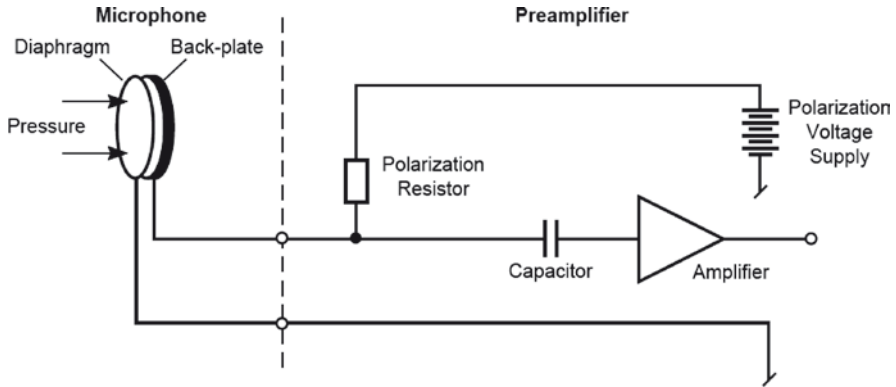 Microphone
Preamplifier
Diaphragm
Back-plate
Pressure
Polarization
Voltage
Supply
Polarization
Resistor
Capacitor
Amplifier